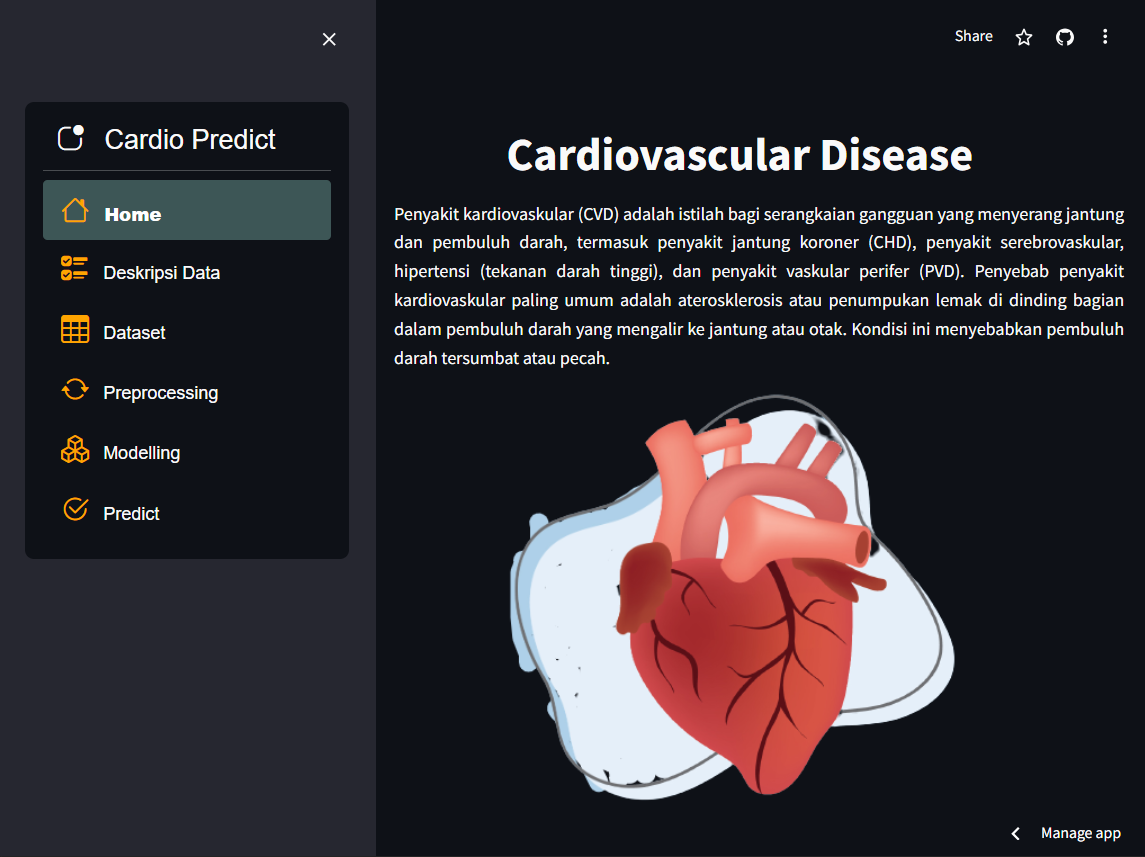 Share
Cardio Predict
Home
Deskripsi Data
Dataset
Preprocessing
Modelling
Predict
Cardiovascular Disease
Penyakit kardiovaskular (CVD) adalah istilah bagi serangkaian gangguan yang menyerang jantung
dan pembuluh darah, termasuk penyakit jantung koroner (CHD), penyakit serebrovaskular,
hipertensi (tekanan darah tinggi), dan penyakit vaskular perifer (PVD). Penyebab penyakit
kardiovaskular paling umum adalah aterosklerosis atau penumpukan lemak di dinding bagian
dalam pembuluh darah yang mengalir ke jantung atau otak. Kondisi ini menyebabkan pembuluh
darah tersumbat atau pecah.
Manage app